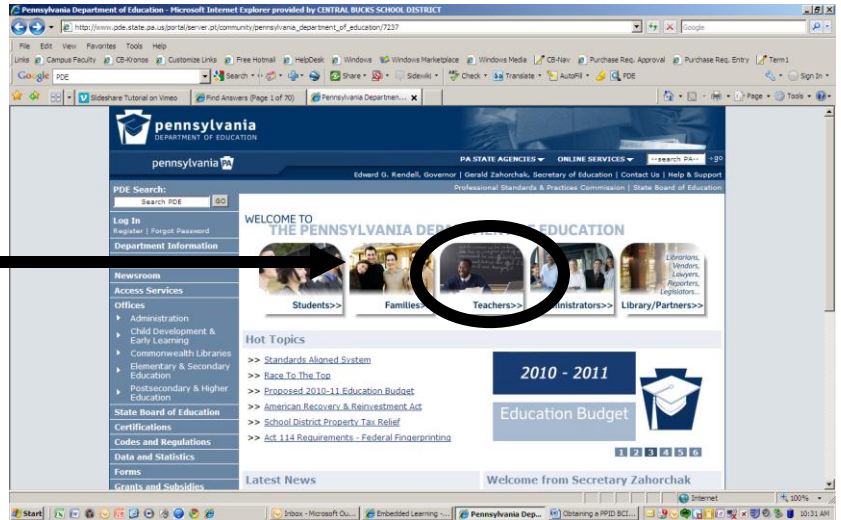 Pennsylvania Department of Education - Microsoft Internet Explorer provided by CENTRAL BUCKS SCHOOL DISTRICT
http://www.pde.state.pa.us/portal/server.pt/community/pennsylvania_department_of_education/7237
Google
File Edit View Favorites Tools Help
Links Campus Faculty CB-Kronos Customize Links Free Hotmail HelpDesk Windows Windows Marketplace Windows Media CB-Nav Purchase Req. Approval Purchase Req. Entry Term1
Google PDE Search Share Sidewiki Check Translate AutoFill PDE Sign In
Slideshare Tutorial on Vimeo Find Answers (Page 1 of 70) Pennsylvania Departmen... Page Tools
pennsylvania
DEPARTMENT OF EDUCATION
pennsylvania PA
PA STATE AGENCIES ONLINE SERVICES --search PA-- go
Edward G. Rendell, Governor | Gerald Zahorchak, Secretary of Education | Contact Us | Help & Support
Professional Standards & Practices Commission | State Board of Education
PDE Search:
Search PDE GO
Log In
Register | Forgot Password
Department Information
Newsroom
Access Services
Offices
Administration
Child Development &
Early Learning
Commonwealth Libraries
Elementary & Secondary
Education
Postsecondary & Higher
Education
State Board of Education
Certifications
Codes and Regulations
Data and Statistics
Forms
Grants and Subsidies
WELCOME TO
THE PENNSYLVANIA DEPARTMENT OF EDUCATION
Librarians,
Vendors,
Lawyers,
Reporters,
Legislators...
Students>> Families> Teachers>> ministrators>> Library/Partners>>
Hot Topics
>> Standards Aligned System
>> Race To The Top
>> Proposed 2010-11 Education Budget
>> American Recovery & Reinvestment Act
>> School District Property Tax Relief
>> Act 114 Requirements - Federal Fingerprinting
2010 - 2011
Education Budget
1 2 3 4 5 6
Latest News
Welcome from Secretary Zahorchak
Internet 100%
Start Inbox - Microsoft Ou... Embedded Learning -... Pennsylvania Dep... Obtaining a PPID BCI... 10:31 AM